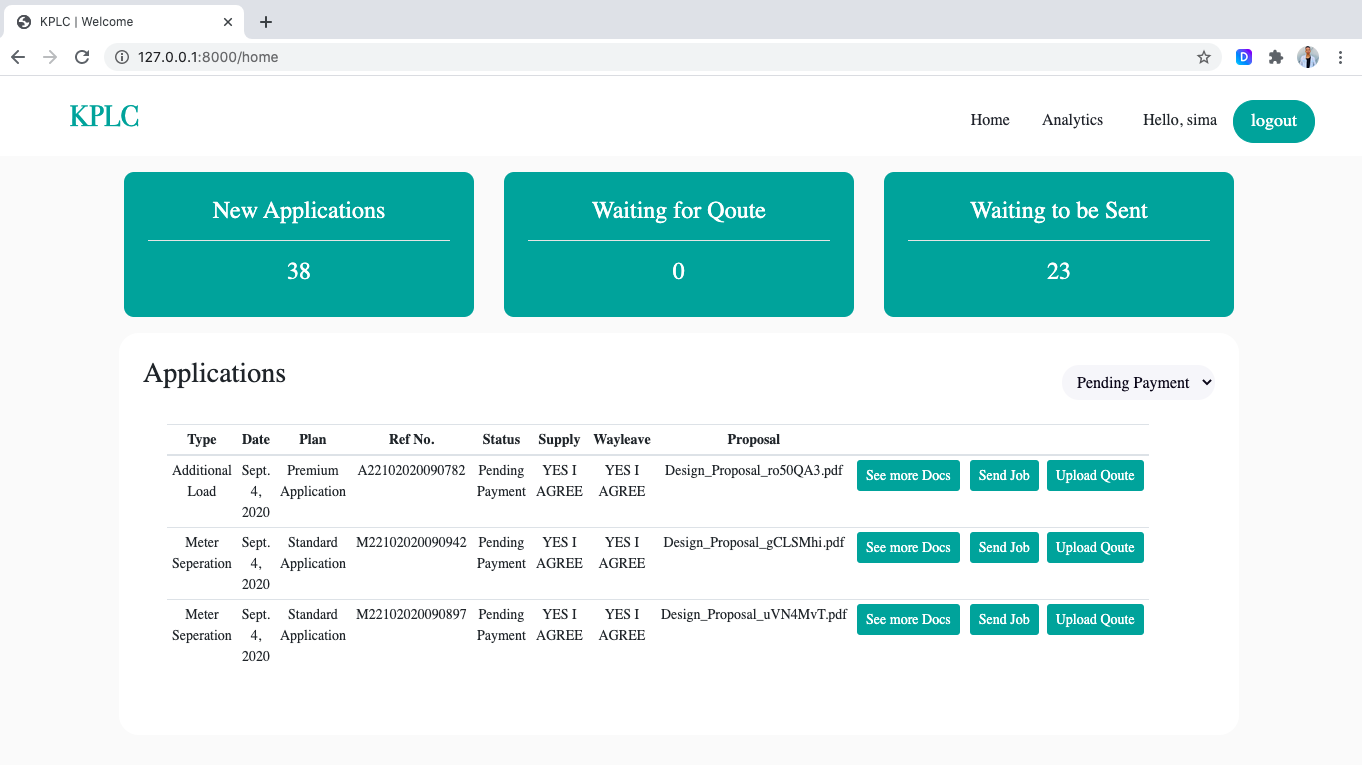 KPLC | Welcome
127.0.0.1:8000/home
KPLC
Home Analytics Hello, sima logout
New Applications
38
Waiting for Qoute
0
Waiting to be Sent
23
Applications
Pending Payment
Type Date Plan Ref No. Status Supply Wayleave Proposal
Additional Sept. Premium A22102020090782 Pending YES I YES I Design_Proposal_ro50QA3.pdf See more Docs Send Job Upload Qoute
Load 4, Application Payment AGREE AGREE
2020
Meter Sept. Standard M22102020090942 Pending YES I YES I Design_Proposal_gCLSMhi.pdf See more Docs Send Job Upload Qoute
Seperation 4, Application Payment AGREE AGREE
2020
Meter Sept. Standard M22102020090897 Pending YES I YES I Design_Proposal_uVN4MvT.pdf See more Docs Send Job Upload Qoute
Seperation 4, Application Payment AGREE AGREE
2020